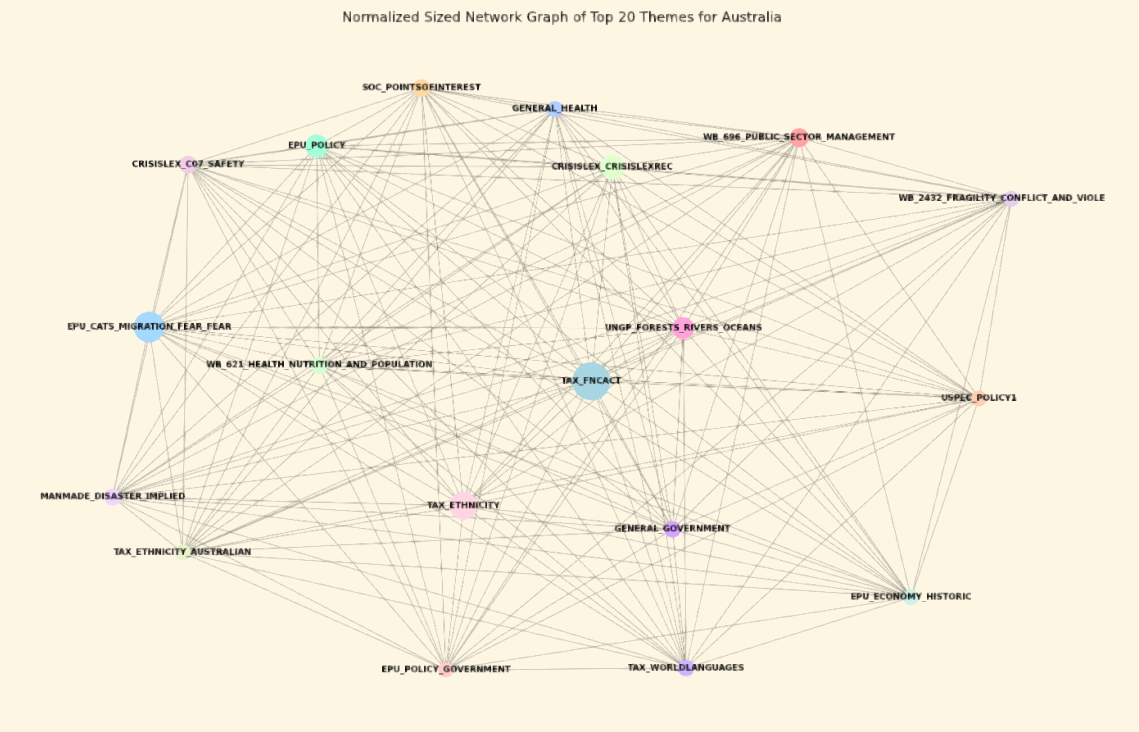 Normalized Sized Network Graph of Top 20 Themes for Australia
SOC_POINTSOFINTEREST
GENERAL_HEALTH
WB_696_PUBLIC_SECTOR_MANAGEMENT
EPU_POLICY
CRISISLEX_C07_SAFETY
CRISISLEX_CRISISLEXREC
WB_2432_FRAGILITY_CONFLICT_AND_VIOLE
EPU_CATS_MIGRATION_FEAR_FEAR
UNGP_FORESTS_RIVERS_OCEANS
WB_621_HEALTH_NUTRITION_AND_POPULATION
TAX_FNCACT
USPEC_POLICY1
MANMADE_DISASTER_IMPLIED
TAX_ETHNICITY
GENERAL_GOVERNMENT
TAX_ETHNICITY_AUSTRALIAN
EPU_ECONOMY_HISTORIC
EPU_POLICY_GOVERNMENT
TAX_WORLDLANGUAGES